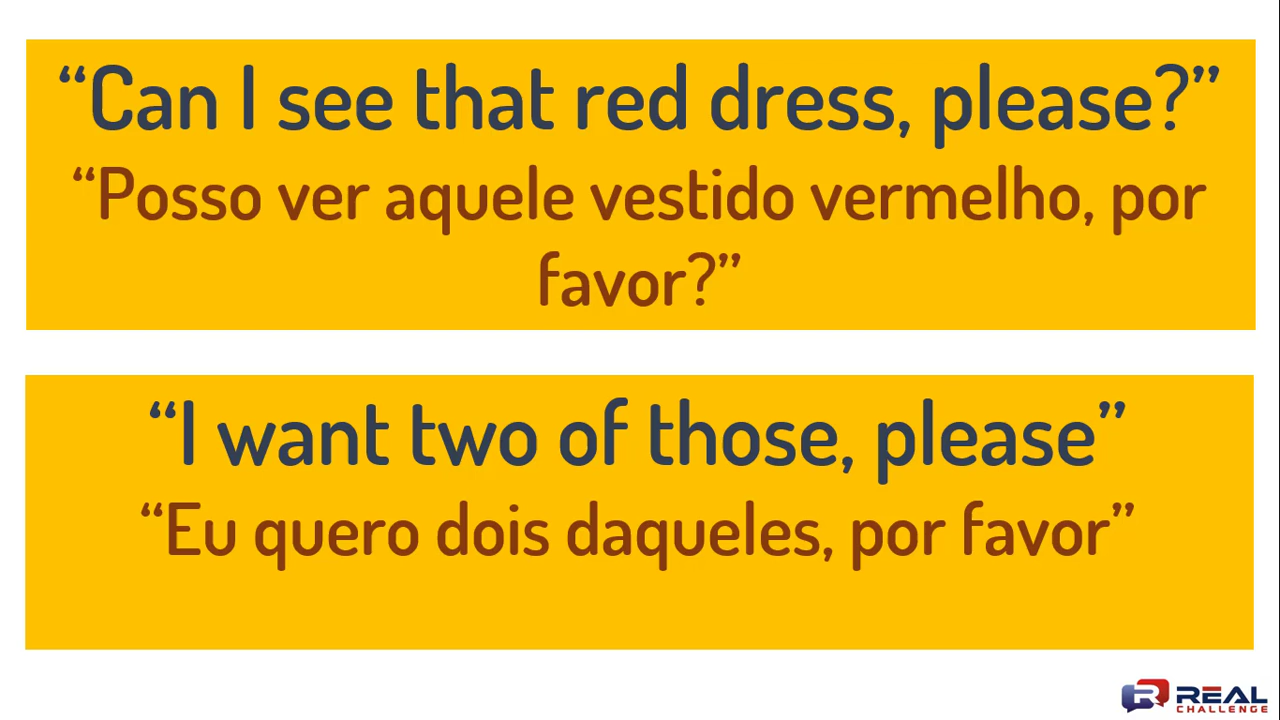 “Can I see that red dress, please?”
“Posso ver aquele vestido vermelho, por
favor?”
“I want two of those, please”
“Eu quero dois daqueles, por favor”
R REAL
CHALLENGE